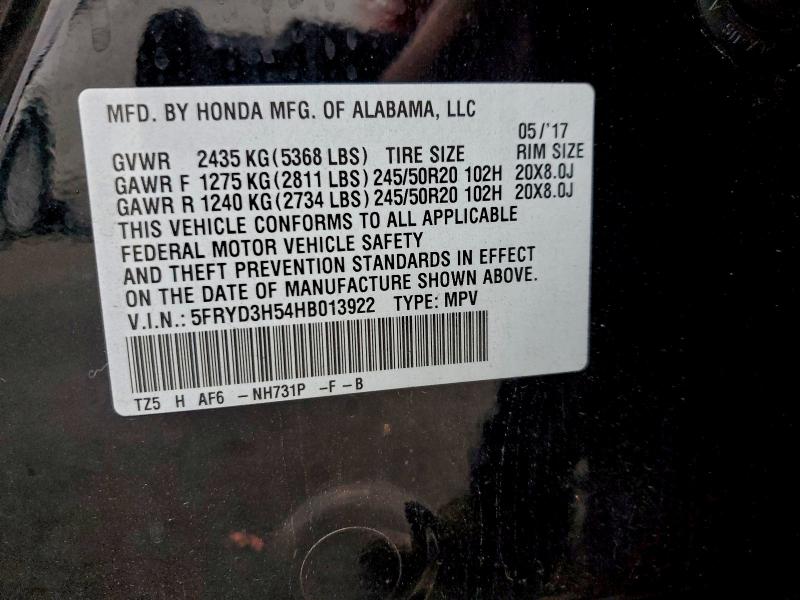 MFD. BY HONDA MFG. OF ALABAMA, LLC
05/'17
GVWR 2435 KG (5368 LBS) TIRE SIZE RIM SIZE
GAWR F 1275 KG (2811 LBS) 245/50R20 102H 20X8.0J
GAWR R 1240 KG (2734 LBS) 245/50R20 102H 20X8.0J
THIS VEHICLE CONFORMS TO ALL APPLICABLE
FEDERAL MOTOR VEHICLE SAFETY
AND THEFT PREVENTION STANDARDS IN EFFECT
ON THE DATE OF MANUFACTURE SHOWN ABOVE.
V.I.N.: 5FRYD3H54HB013922 TYPE: MPV
TZ5 H AF6 -NH731P -F -B